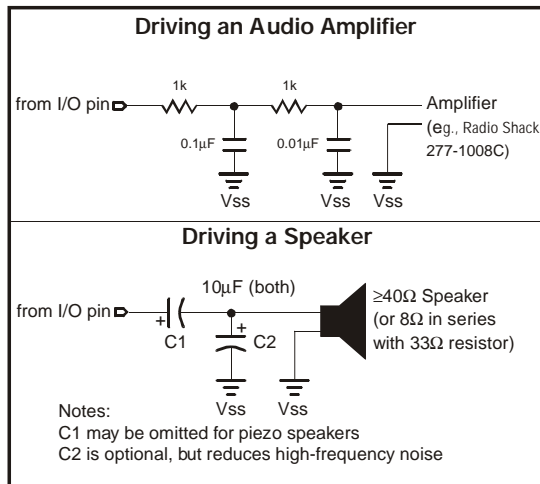 Driving an Audio Amplifier
1k
1k
from I/O pin
Amplifier
(eg., Radio Shack
277-1008C)
0.1µF
0.01µF
Vss
Vss
Vss
Driving a Speaker
10µF (both)
from I/O pin
≥40Ω Speaker
(or 8Ω in series
with 33Ω resistor)
+
C1
+
C2
Vss
Vss
Notes:
C1 may be omitted for piezo speakers
C2 is optional, but reduces high-frequency noise